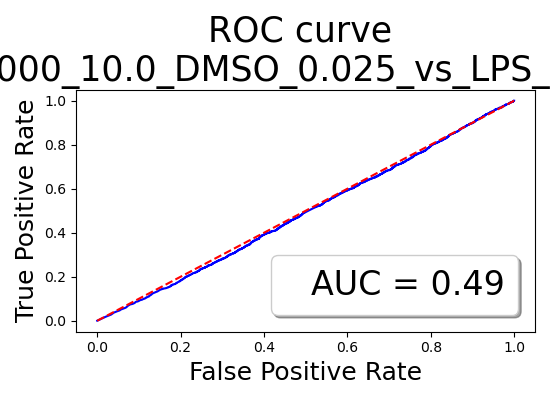 ROC curve
000_10.0_DMSO_0.025_vs_LPS_
True Positive Rate
1.0
0.8
0.6
0.4
0.2
0.0
AUC = 0.49
0.0 0.2 0.4 0.6 0.8 1.0
False Positive Rate